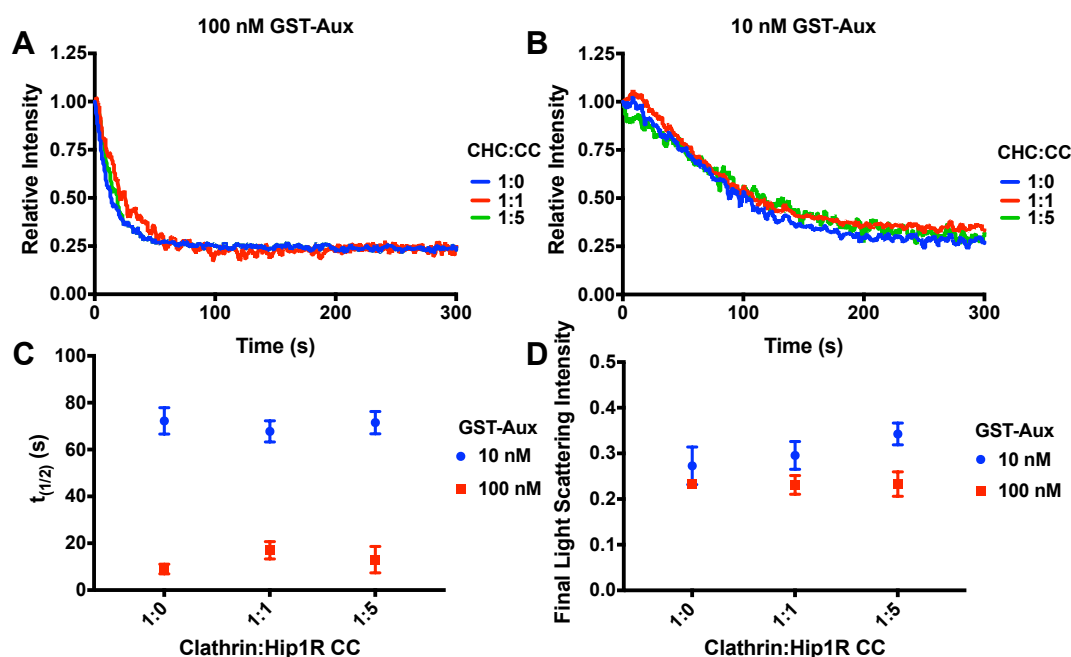 A
100 nM GST-Aux
Relative Intensity
1.25
1.00
0.75
0.50
0.25
0.00
0
100
200
300
Time (s)
CHC:CC
1:0
1:1
1:5
B
10 nM GST-Aux
Relative Intensity
1.25
1.00
0.75
0.50
0.25
0.00
0
100
200
300
Time (s)
CHC:CC
1:0
1:1
1:5
C
t(1/2) (s)
100
80
60
40
20
0
1:0
1:1
1:5
Clathrin:Hip1R CC
GST-Aux
10 nM
100 nM
D
Final Light Scattering Intensity
0.5
0.4
0.3
0.2
0.1
0.0
1:0
1:1
1:5
Clathrin:Hip1R CC
GST-Aux
10 nM
100 nM